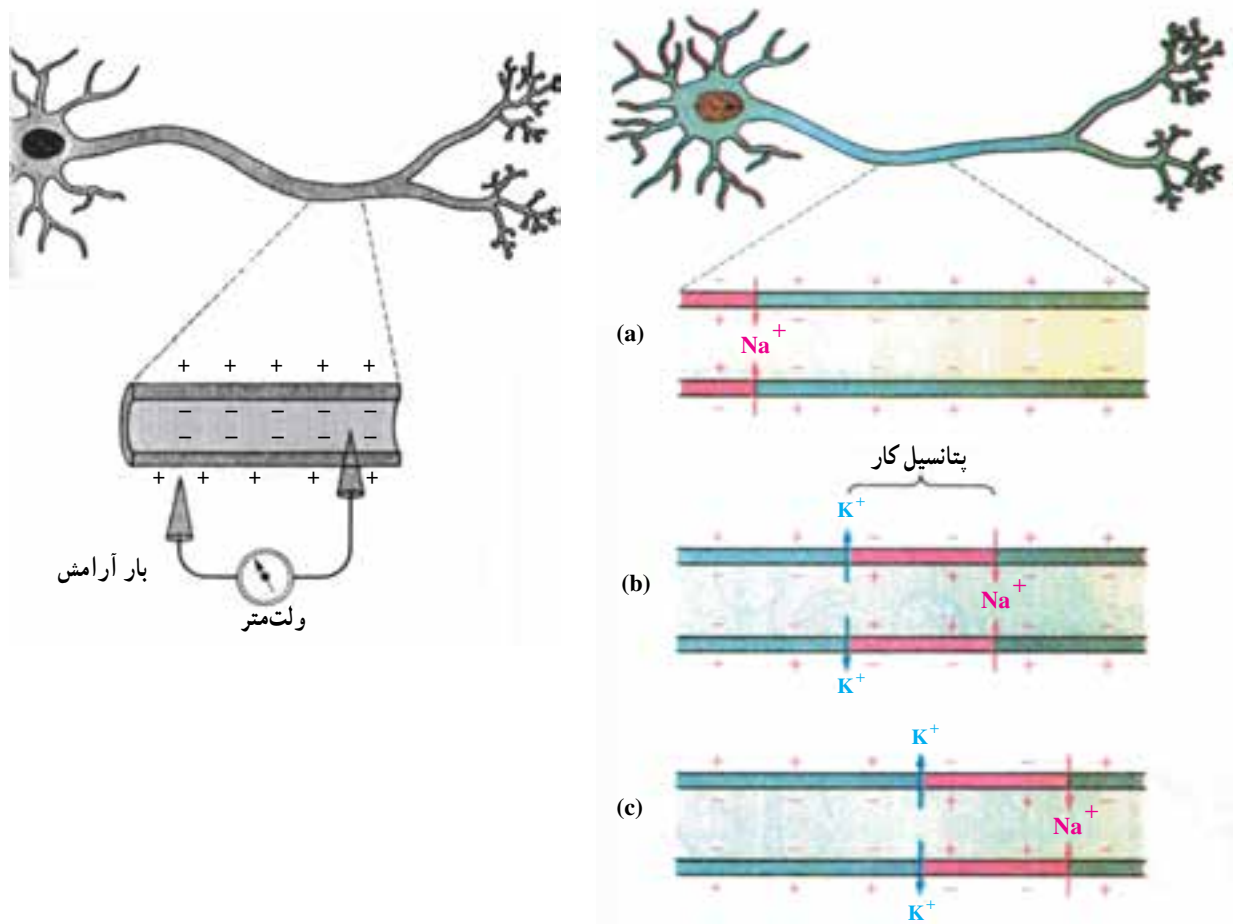 + + + + +
− − − − −
− − − − −
+ + + + +
بار آرامش
ولت‌متر
− + + + + +
(a)
+ − − − − −
Na+
+ − − − − −
− + + + + +
پتانسیل کار
K+
+ + − − + +
(b)
− − + + − −
Na+
− − + + − −
+ + − − + +
K+
K+
+ + + − − +
(c)
− − − + + −
Na+
− − − + + −
+ + + − − +
K+